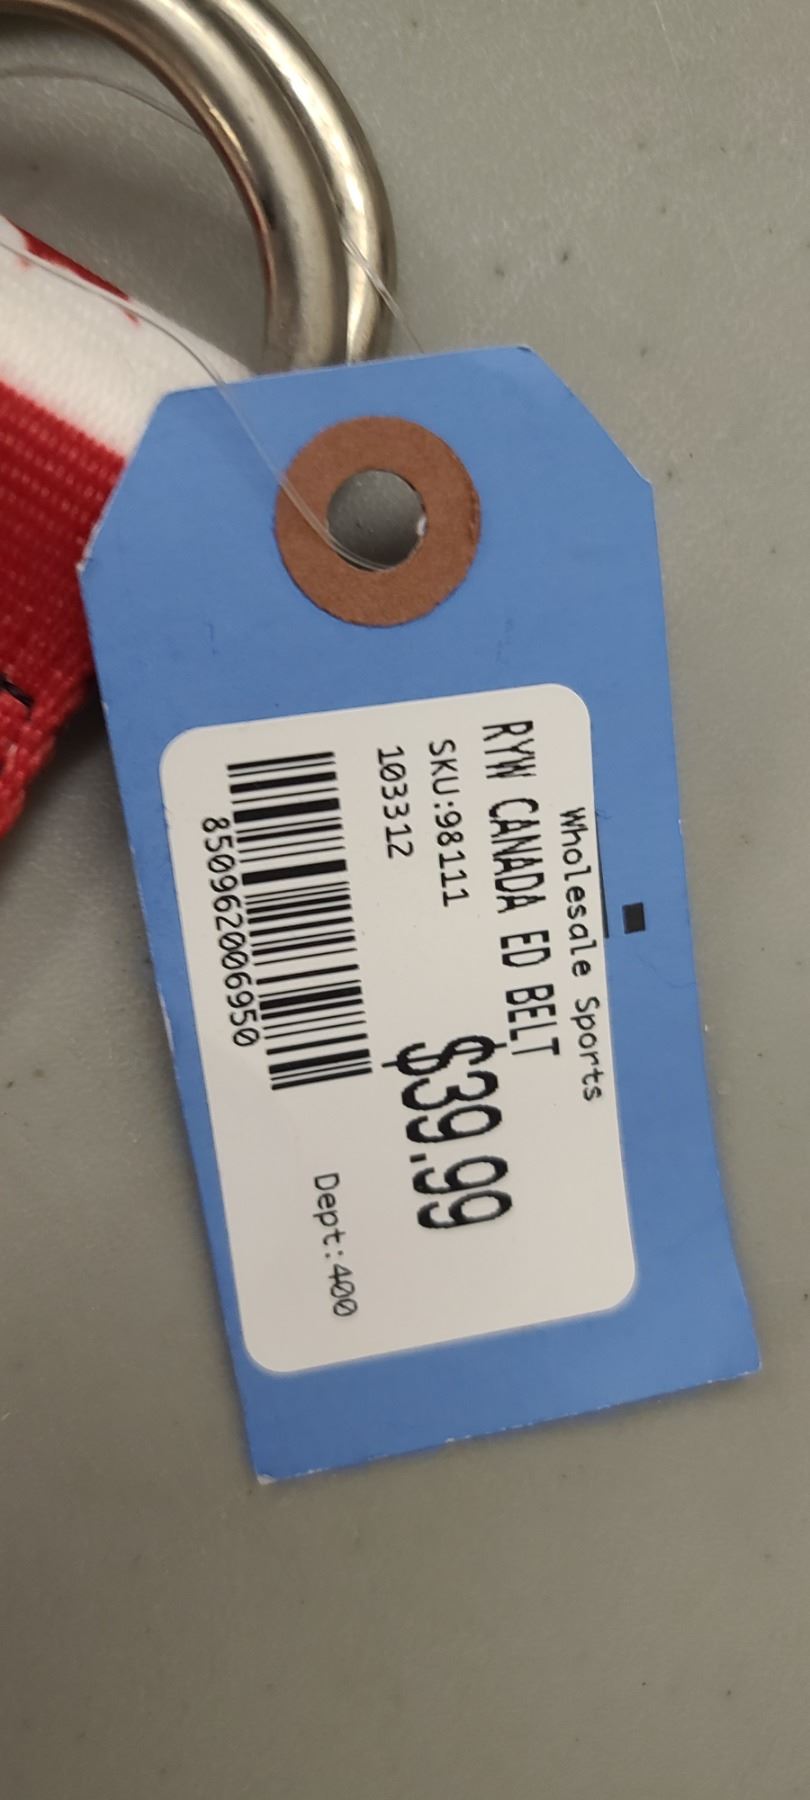 Wholesale Sports
RYW CANADA ED BELT
SKU:98111
103312
$39.99
850962006950
Dept:400